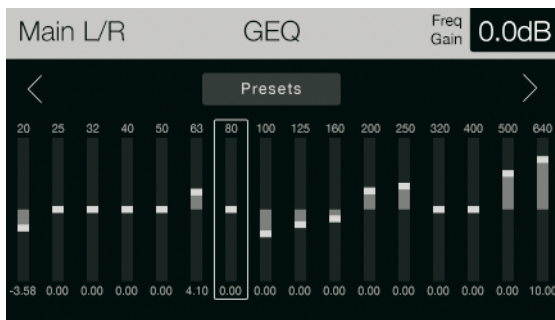 Main L/R GEQ Freq Gain 0.0dB
Presets
20 25 32 40 50 63 80 100 125 160 200 250 320 400 500 640
-3.58 0.00 0.00 0.00 0.00 4.10 0.00 0.00 0.00 0.00 0.00 0.00 0.00 0.00 0.00 10.00